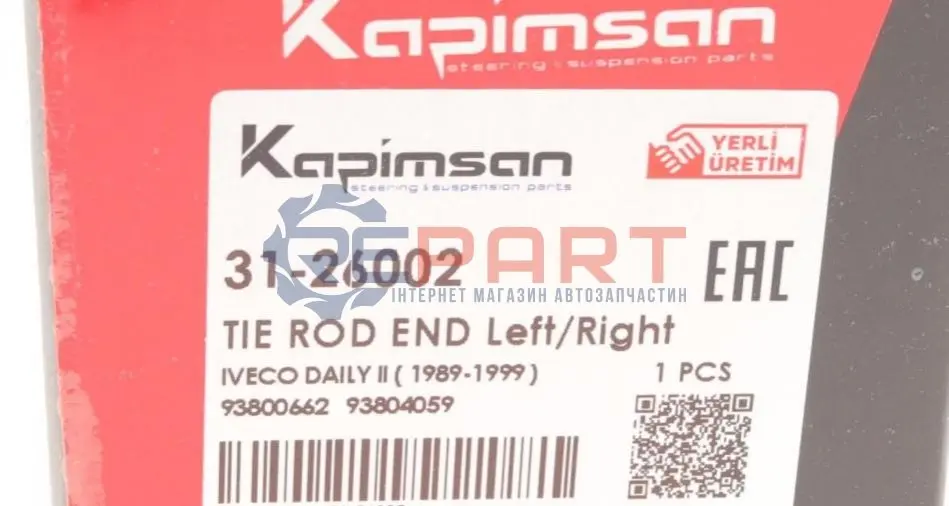 Kapimsan
steering & suspension parts
Kapimsan
steering & suspension parts
YERLİ
ÜRETİM
31-26002
PART
ІНТЕРНЕТ МАГАЗИН АВТОЗАПЧАСТИН
EAC
TIE ROD END Left/Right
IVECO DAILY II ( 1989-1999 )
1 PCS
93800662 93804059